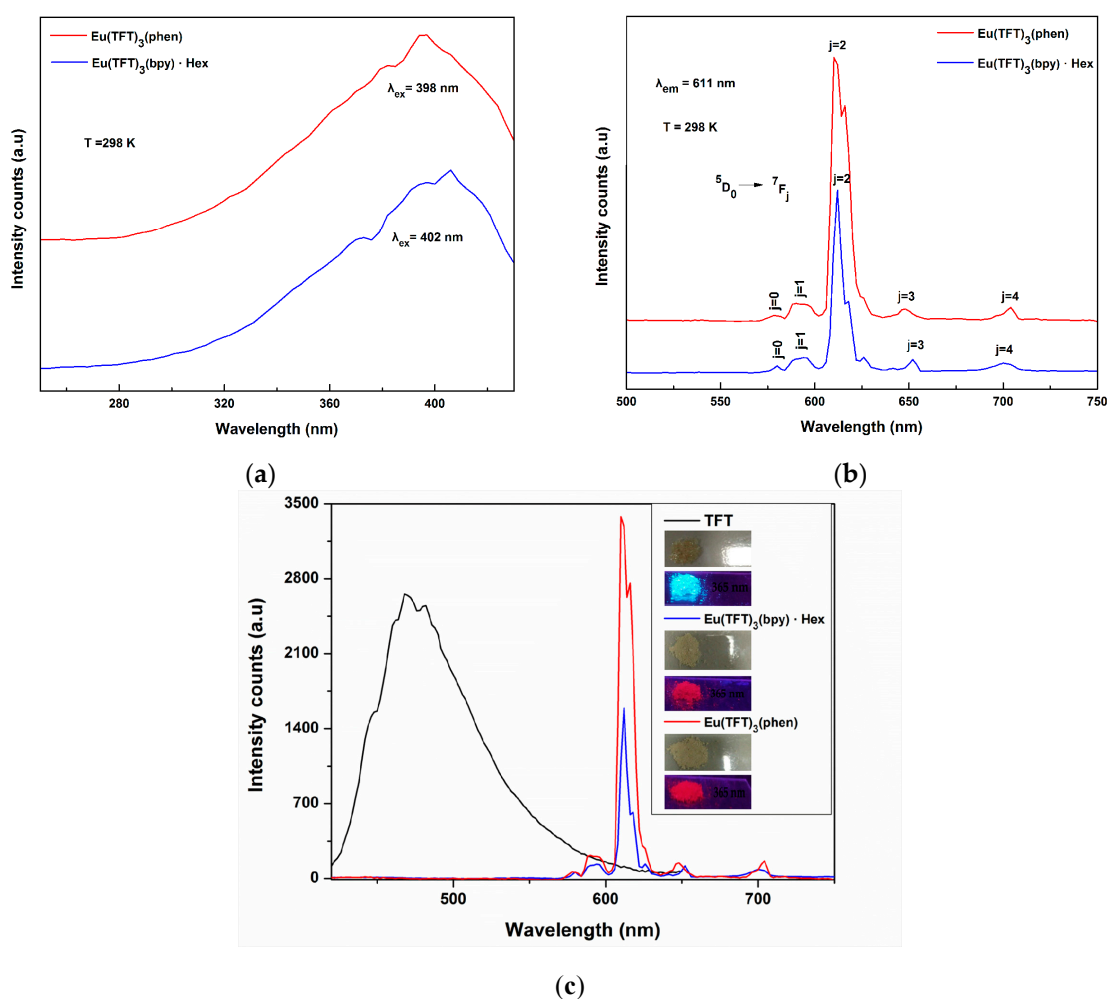 Eu(TFT)₃(phen)
Eu(TFT)₃(bpy) · Hex
λex= 398 nm
T =298 K
λex= 402 nm
Intensity counts (a.u)
280 320 360 400
Wavelength (nm)
(a)
j=2
Eu(TFT)₃(phen)
Eu(TFT)₃(bpy) · Hex
λem = 611 nm
T = 298 K
⁵D₀ ⟶ ⁷Fj
j=2
j=0
j=1
j=3
j=4
j=0
j=1
j=3
j=4
Intensity counts (a.u)
500 550 600 650 700 750
Wavelength (nm)
(b)
3500
2800
2100
1400
700
0
Intensity counts (a.u)
TFT
365 nm
Eu(TFT)₃(bpy) · Hex
365 nm
Eu(TFT)₃(phen)
365 nm
500 600 700
Wavelength (nm)
(c)